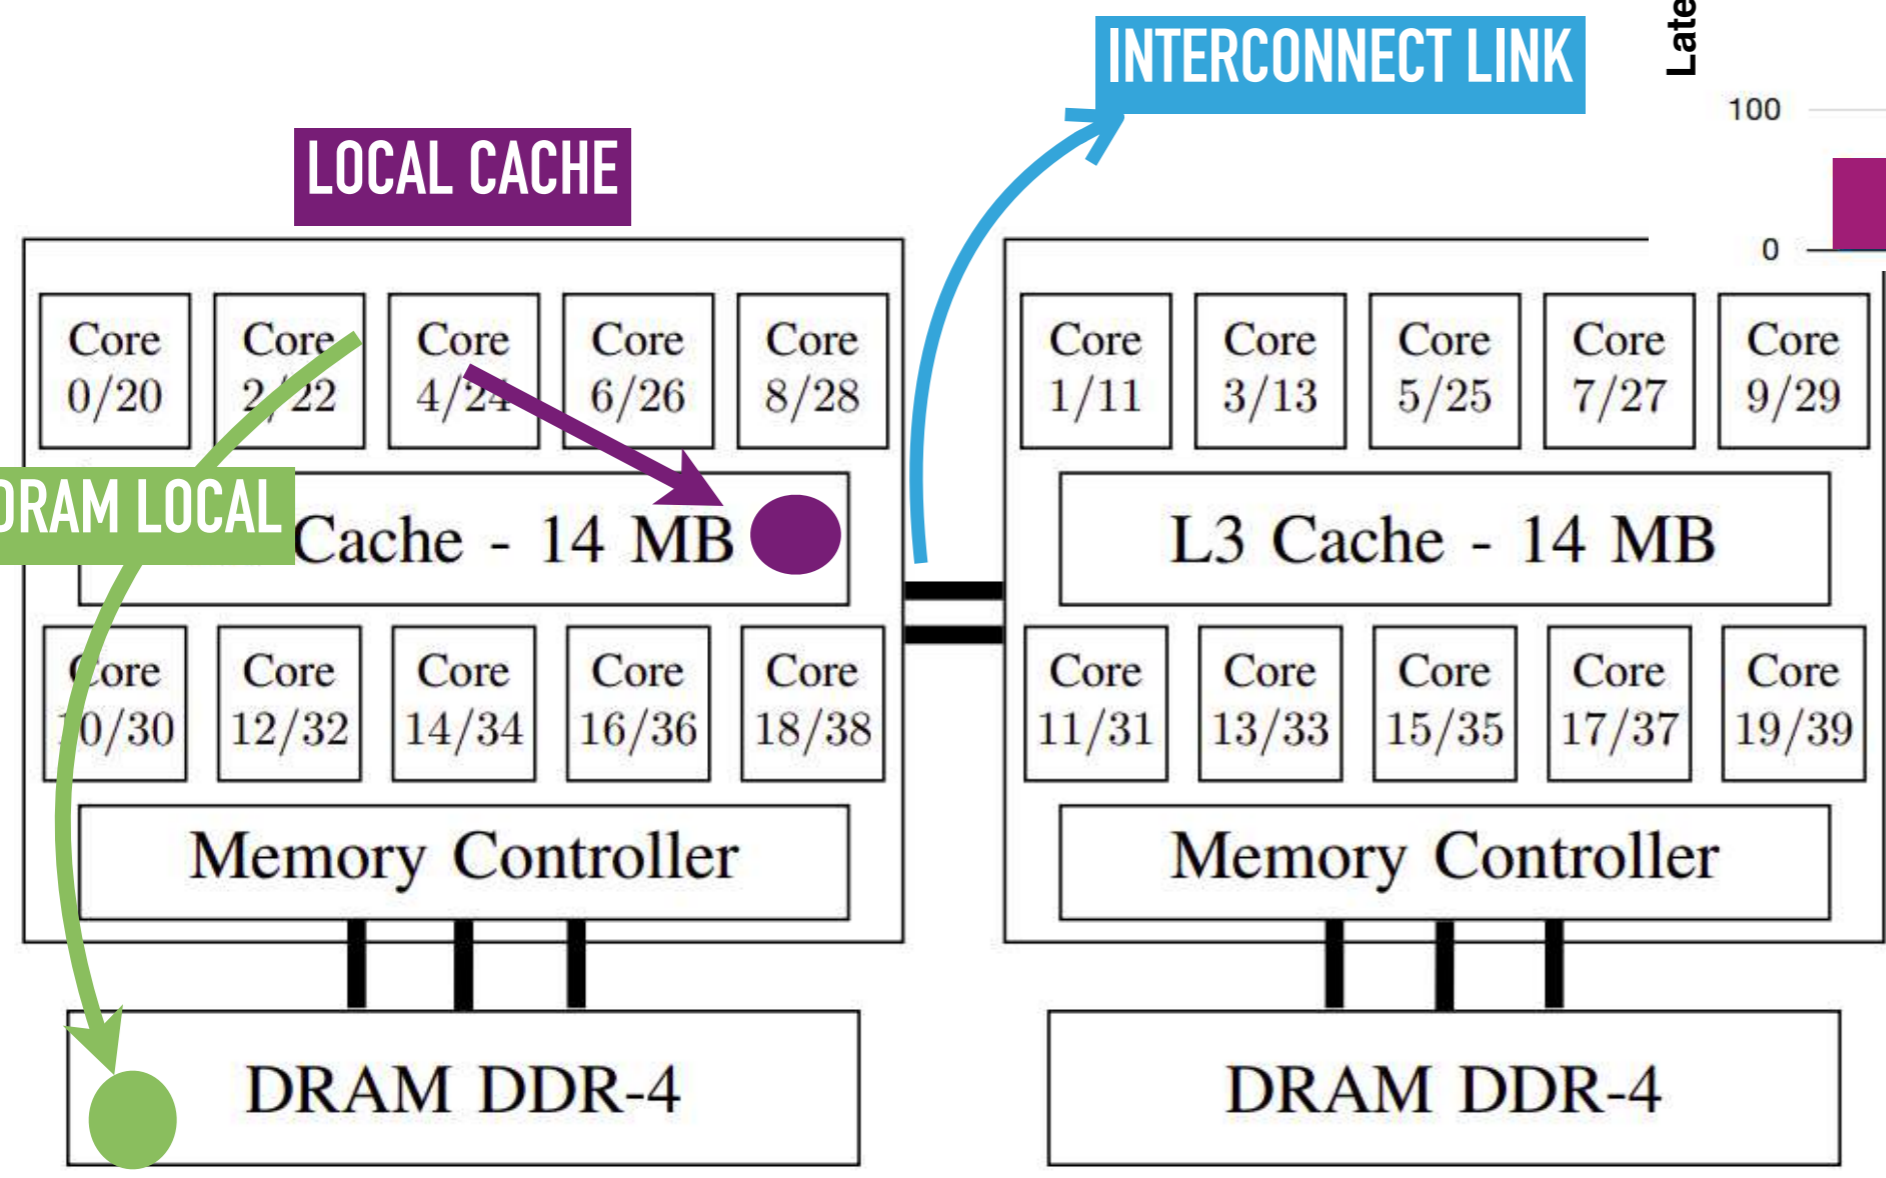 INTERCONNECT LINK
100
0
LOCAL CACHE
Core
0/20
Core
2/22
Core
4/24
Core
6/26
Core
8/28
DRAM LOCAL
Cache - 14 MB
Core
10/30
Core
12/32
Core
14/34
Core
16/36
Core
18/38
Memory Controller
DRAM DDR-4
Core
1/11
Core
3/13
Core
5/25
Core
7/27
Core
9/29
L3 Cache - 14 MB
Core
11/31
Core
13/33
Core
15/35
Core
17/37
Core
19/39
Memory Controller
DRAM DDR-4